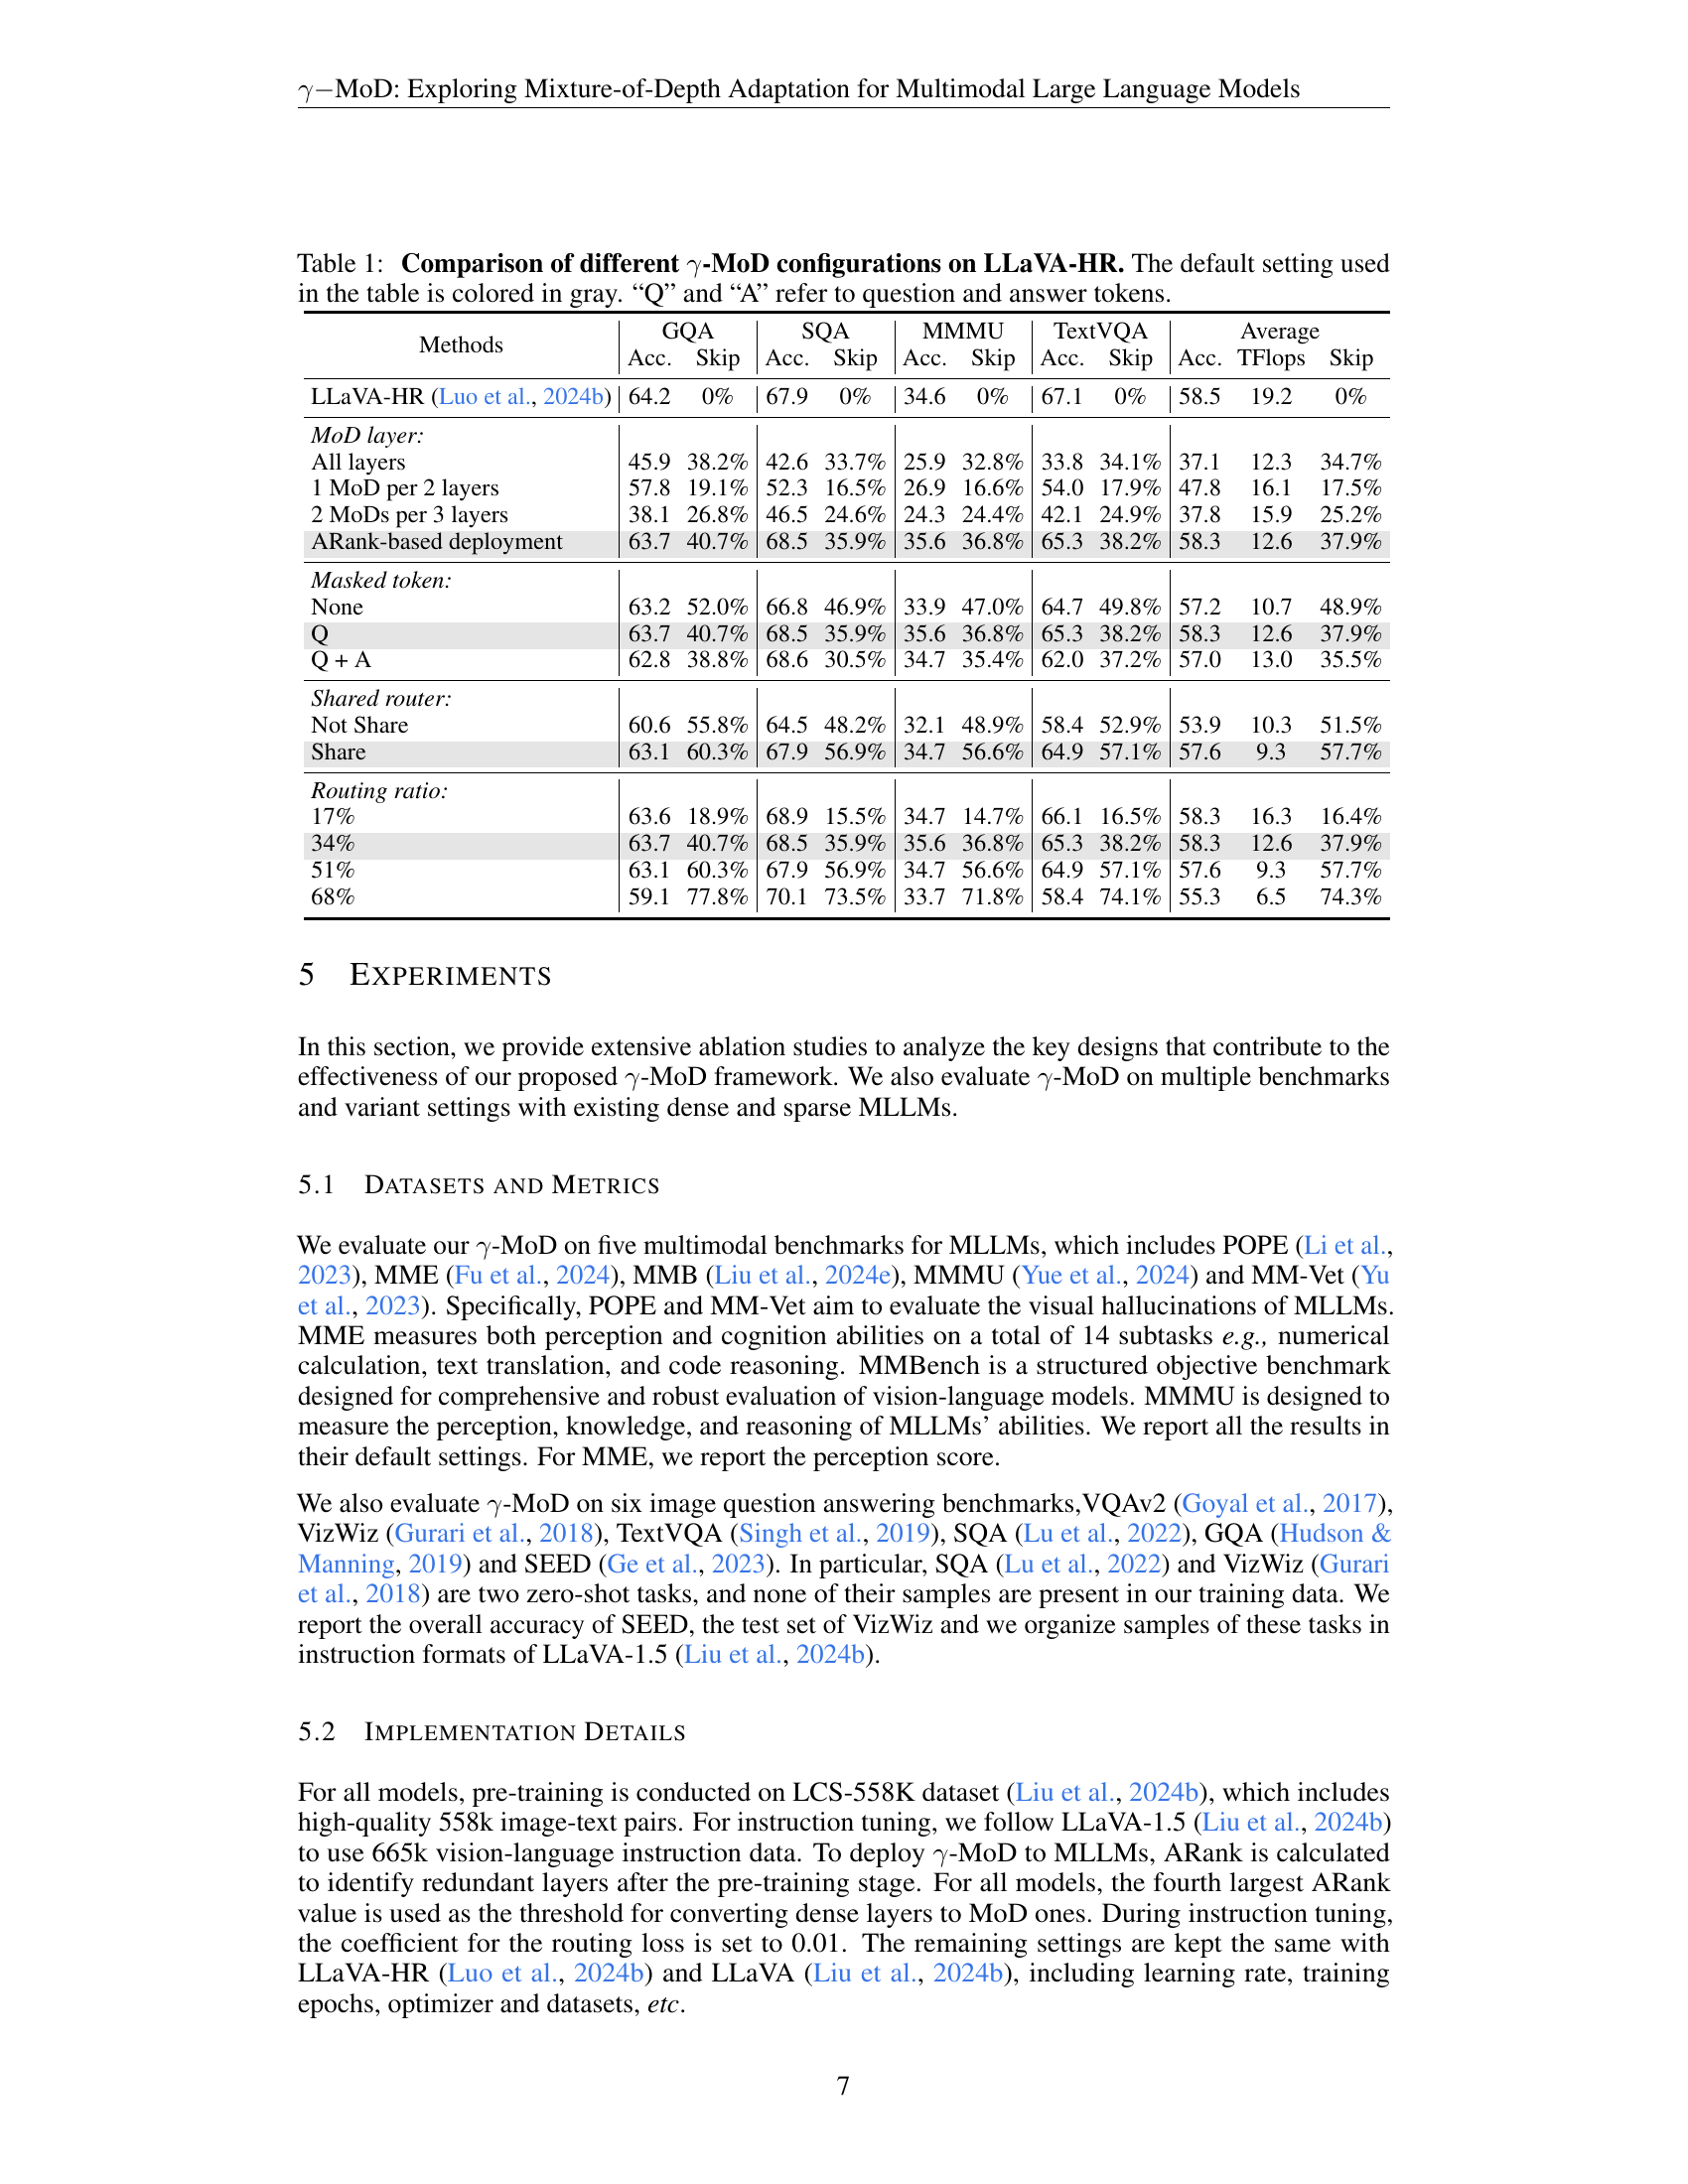 γ−MoD: Exploring Mixture-of-Depth Adaptation for Multimodal Large Language Models
Table 1: Comparison of different γ-MoD configurations on LLaVA-HR. The default setting used
in the table is colored in gray. “Q” and “A” refer to question and answer tokens.
Methods GQA SQA MMMU TextVQA Average
Acc. Skip Acc. Skip Acc. Skip Acc. Skip Acc. TFlops Skip
LLaVA-HR (Luo et al., 2024b) 64.2 0% 67.9 0% 34.6 0% 67.1 0% 58.5 19.2 0%
MoD layer:
All layers 45.9 38.2% 42.6 33.7% 25.9 32.8% 33.8 34.1% 37.1 12.3 34.7%
1 MoD per 2 layers 57.8 19.1% 52.3 16.5% 26.9 16.6% 54.0 17.9% 47.8 16.1 17.5%
2 MoDs per 3 layers 38.1 26.8% 46.5 24.6% 24.3 24.4% 42.1 24.9% 37.8 15.9 25.2%
ARank-based deployment 63.7 40.7% 68.5 35.9% 35.6 36.8% 65.3 38.2% 58.3 12.6 37.9%
Masked token:
None 63.2 52.0% 66.8 46.9% 33.9 47.0% 64.7 49.8% 57.2 10.7 48.9%
Q 63.7 40.7% 68.5 35.9% 35.6 36.8% 65.3 38.2% 58.3 12.6 37.9%
Q + A 62.8 38.8% 68.6 30.5% 34.7 35.4% 62.0 37.2% 57.0 13.0 35.5%
Shared router:
Not Share 60.6 55.8% 64.5 48.2% 32.1 48.9% 58.4 52.9% 53.9 10.3 51.5%
Share 63.1 60.3% 67.9 56.9% 34.7 56.6% 64.9 57.1% 57.6 9.3 57.7%
Routing ratio:
17% 63.6 18.9% 68.9 15.5% 34.7 14.7% 66.1 16.5% 58.3 16.3 16.4%
34% 63.7 40.7% 68.5 35.9% 35.6 36.8% 65.3 38.2% 58.3 12.6 37.9%
51% 63.1 60.3% 67.9 56.9% 34.7 56.6% 64.9 57.1% 57.6 9.3 57.7%
68% 59.1 77.8% 70.1 73.5% 33.7 71.8% 58.4 74.1% 55.3 6.5 74.3%
5 EXPERIMENTS
In this section, we provide extensive ablation studies to analyze the key designs that contribute to the
effectiveness of our proposed γ-MoD framework. We also evaluate γ-MoD on multiple benchmarks
and variant settings with existing dense and sparse MLLMs.
5.1 DATASETS AND METRICS
We evaluate our γ-MoD on five multimodal benchmarks for MLLMs, which includes POPE (Li et al.,
2023), MME (Fu et al., 2024), MMB (Liu et al., 2024e), MMMU (Yue et al., 2024) and MM-Vet (Yu
et al., 2023). Specifically, POPE and MM-Vet aim to evaluate the visual hallucinations of MLLMs.
MME measures both perception and cognition abilities on a total of 14 subtasks e.g., numerical
calculation, text translation, and code reasoning. MMBench is a structured objective benchmark
designed for comprehensive and robust evaluation of vision-language models. MMMU is designed to
measure the perception, knowledge, and reasoning of MLLMs’ abilities. We report all the results in
their default settings. For MME, we report the perception score.
We also evaluate γ-MoD on six image question answering benchmarks,VQAv2 (Goyal et al., 2017),
VizWiz (Gurari et al., 2018), TextVQA (Singh et al., 2019), SQA (Lu et al., 2022), GQA (Hudson &
Manning, 2019) and SEED (Ge et al., 2023). In particular, SQA (Lu et al., 2022) and VizWiz (Gurari
et al., 2018) are two zero-shot tasks, and none of their samples are present in our training data. We
report the overall accuracy of SEED, the test set of VizWiz and we organize samples of these tasks in
instruction formats of LLaVA-1.5 (Liu et al., 2024b).
5.2 IMPLEMENTATION DETAILS
For all models, pre-training is conducted on LCS-558K dataset (Liu et al., 2024b), which includes
high-quality 558k image-text pairs. For instruction tuning, we follow LLaVA-1.5 (Liu et al., 2024b)
to use 665k vision-language instruction data. To deploy γ-MoD to MLLMs, ARank is calculated
to identify redundant layers after the pre-training stage. For all models, the fourth largest ARank
value is used as the threshold for converting dense layers to MoD ones. During instruction tuning,
the coefficient for the routing loss is set to 0.01. The remaining settings are kept the same with
LLaVA-HR (Luo et al., 2024b) and LLaVA (Liu et al., 2024b), including learning rate, training
epochs, optimizer and datasets, etc.
7